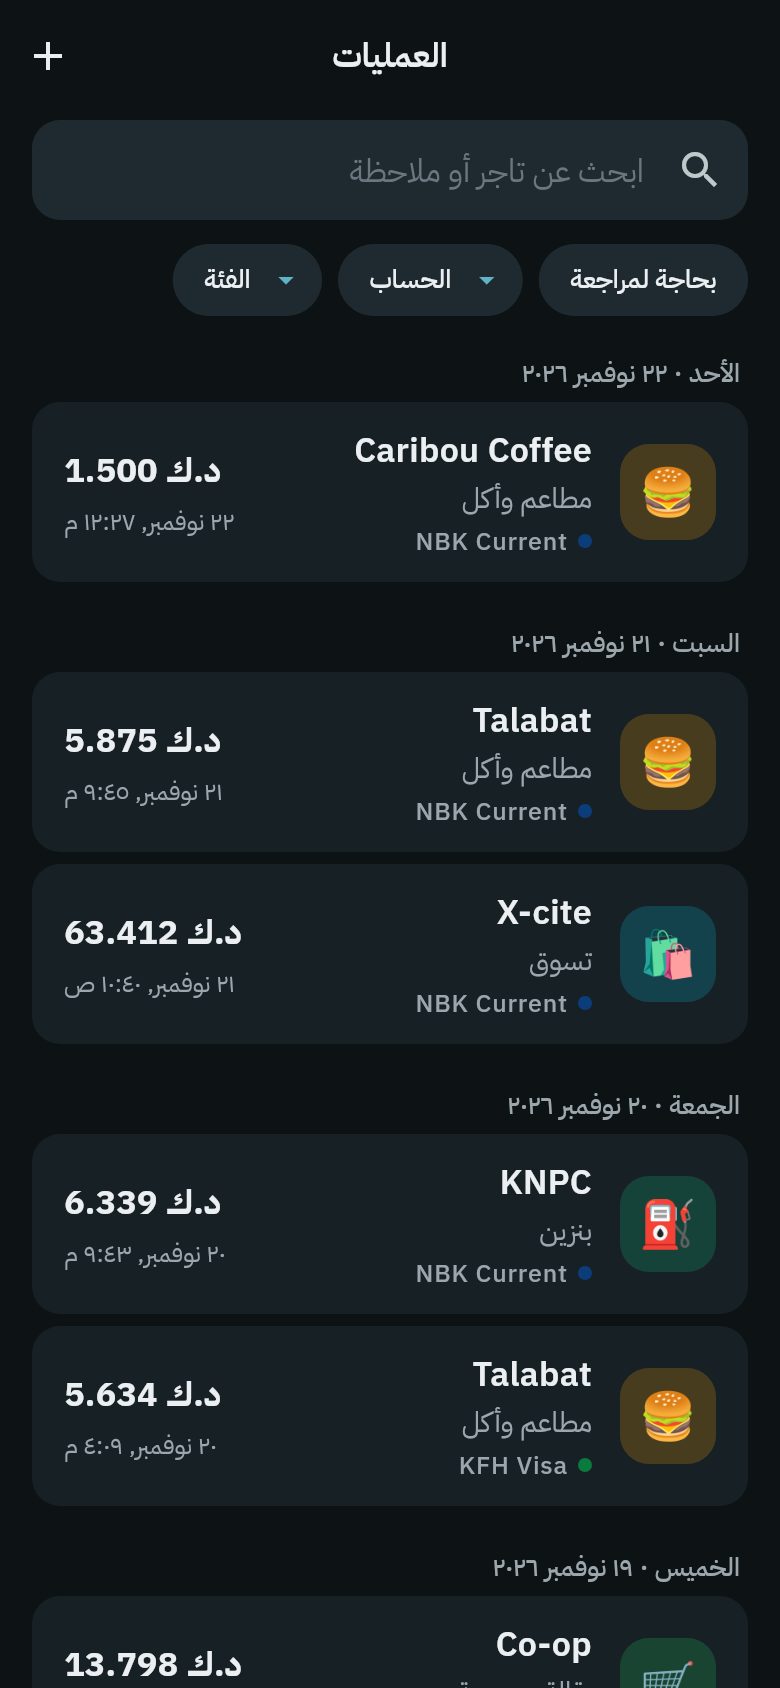 العمليات
ابحث عن تاجر أو ملاحظة
بحاجة لمراجعة
الحساب
الفئة
الأحد · ٢٢ نوفمبر ٢٠٢٦
Caribou Coffee
مطاعم وأكل
NBK Current
د.ك 1.500
٢٢ نوفمبر, ١٢:٢٧ م
السبت · ٢١ نوفمبر ٢٠٢٦
Talabat
مطاعم وأكل
NBK Current
د.ك 5.875
٢١ نوفمبر, ٩:٤٥ م
X-cite
تسوق
NBK Current
د.ك 63.412
٢١ نوفمبر, ١٠:٤٠ ص
الجمعة · ٢٠ نوفمبر ٢٠٢٦
KNPC
بنزين
NBK Current
د.ك 6.339
٢٠ نوفمبر, ٩:٤٣ م
Talabat
مطاعم وأكل
KFH Visa
د.ك 5.634
٢٠ نوفمبر, ٤:٠٩ م
الخميس · ١٩ نوفمبر ٢٠٢٦
Co-op
د.ك 13.798